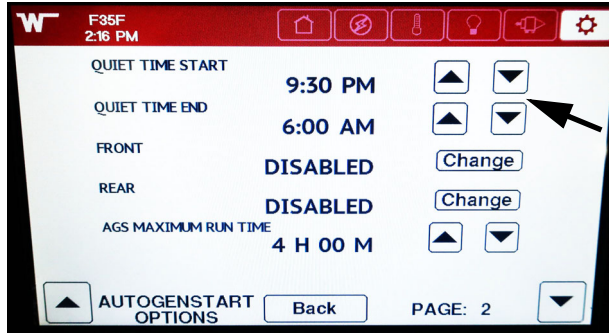 W F35F
2:16 PM
QUIET TIME START
9:30 PM
QUIET TIME END
6:00 AM
FRONT
DISABLED Change
REAR
DISABLED Change
AGS MAXIMUM RUN TIME
4 H 00 M
AUTOGENSTART
OPTIONS
Back
PAGE: 2